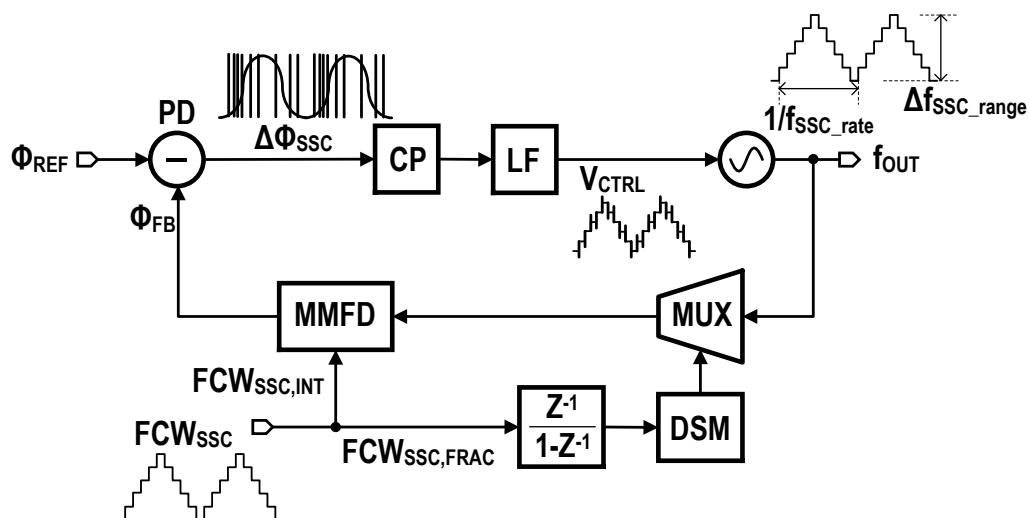 PD
ΔΦSSC
1/fSSC_rate
ΔfSSC_range
ΦREF
−
CP
LF
fOUT
VCTRL
ΦFB
MMFD
MUX
FCWSSC,INT
Z-1
1-Z-1
DSM
FCWSSC
FCWSSC,FRAC